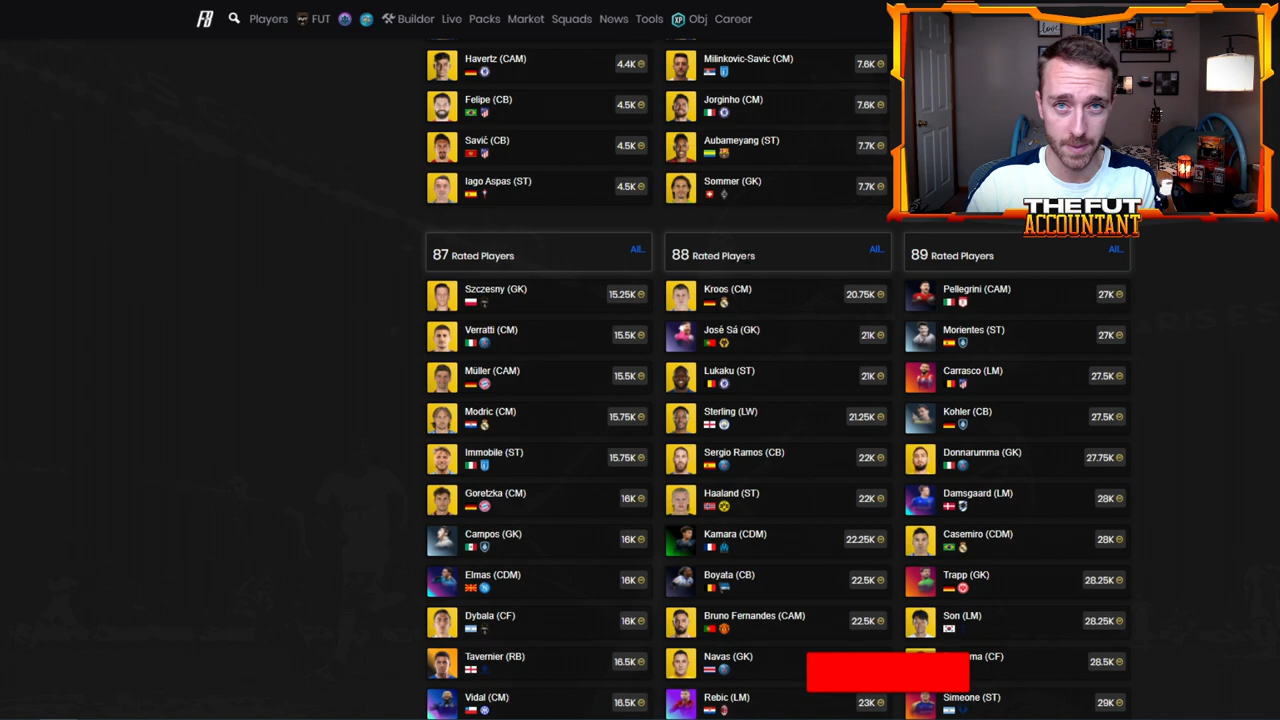 F8 Players FUT Builder Live Packs Market Squads News Tools XP Obj Career
Havertz (CAM) 4.4K
Felipe (CB) 4.5K
Savić (CB) 4.5K
Iago Aspas (ST) 4.5K
Milinkovic-Savic (CM) 7.6K
Jorginho (CM) 7.6K
Aubameyang (ST) 7.7K
Sommer (GK) 7.7K
THE FUT
ACCOUNTANT
87 Rated Players All..
Szczesny (GK) 15.25K
Verratti (CM) 15.5K
Müller (CAM) 15.5K
Modric (CM) 15.75K
Immobile (ST) 15.75K
Goretzka (CM) 16K
Campos (GK) 16K
Elmas (CDM) 16K
Dybala (CF) 16K
Tavernier (RB) 16.5K
Vidal (CM) 16.5K
88 Rated Players All..
Kroos (CM) 20.75K
José Sá (GK) 21K
Lukaku (ST) 21K
Sterling (LW) 21.25K
Sergio Ramos (CB) 22K
Haaland (ST) 22K
Kamara (CDM) 22.25K
Boyata (CB) 22.5K
Bruno Fernandes (CAM) 22.5K
Navas (GK)
Rebic (LM) 23K
89 Rated Players All..
Pellegrini (CAM) 27K
Morientes (ST) 27K
Carrasco (LM) 27.5K
Kohler (CB) 27.5K
Donnarumma (GK) 27.75K
Damsgaard (LM) 28K
Casemiro (CDM) 28K
Trapp (GK) 28.25K
Son (LM) 28.25K
(CF) 28.5K
Simeone (ST) 29K